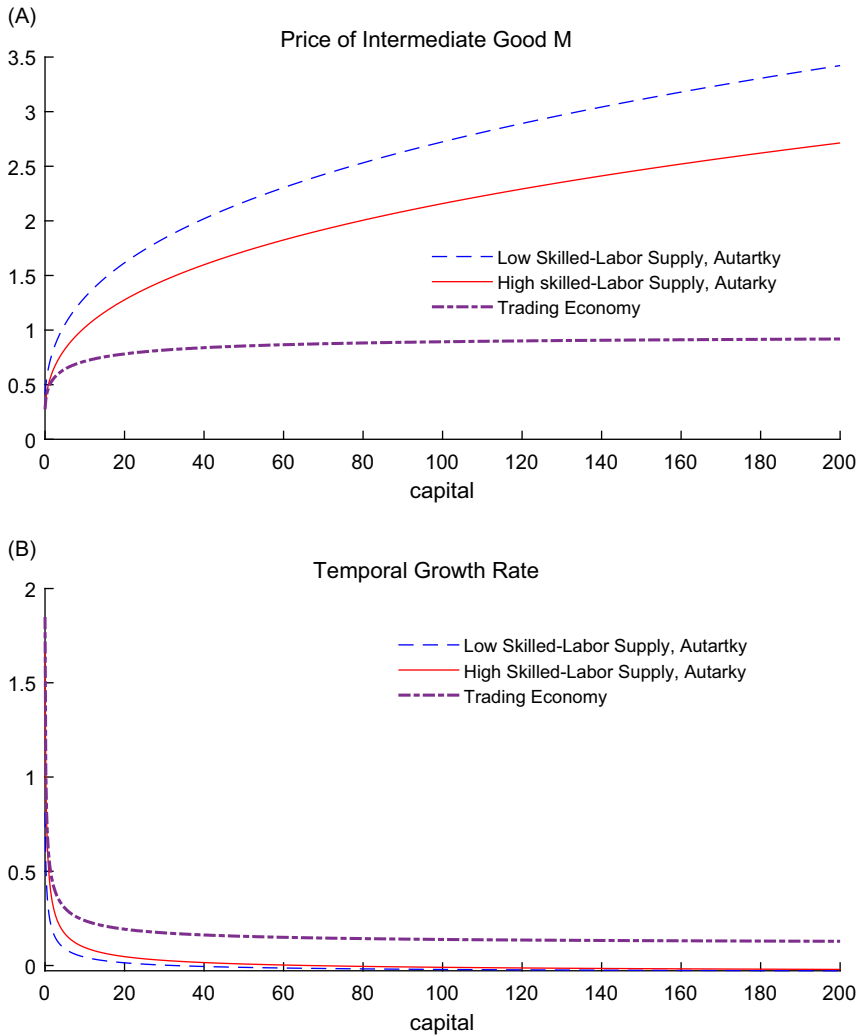 (A)
Price of Intermediate Good M
3.5
3
2.5
2
1.5
1
0.5
0
Low Skilled-Labor Supply, Autartky
High skilled-Labor Supply, Autarky
Trading Economy
0 20 40 60 80 100 120 140 160 180 200
capital
(B)
Temporal Growth Rate
2
1.5
1
0.5
0
Low Skilled-Labor Supply, Autartky
High Skilled-Labor Supply, Autarky
Trading Economy
0 20 40 60 80 100 120 140 160 180 200
capital